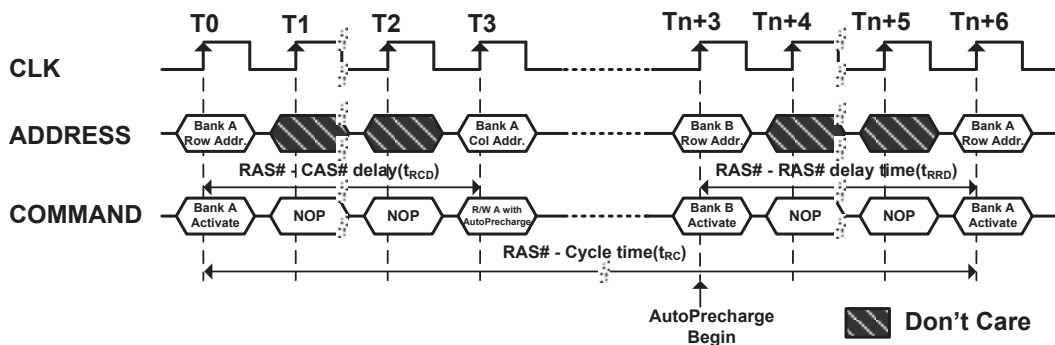 T0 T1 T2 T3 Tn+3 Tn+4 Tn+5 Tn+6
CLK
ADDRESS
Bank A
Row Addr.
Bank A
Col Addr.
Bank B
Row Addr.
Bank A
Row Addr.
RAS# - CAS# delay(tRCD)
RAS# - RAS# delay time(tRRD)
COMMAND
Bank A
Activate
NOP
NOP
R/W A with
AutoPrecharge
Bank B
Activate
NOP
NOP
Bank A
Activate
RAS# - Cycle time(tRC)
AutoPrecharge
Begin
Don't Care